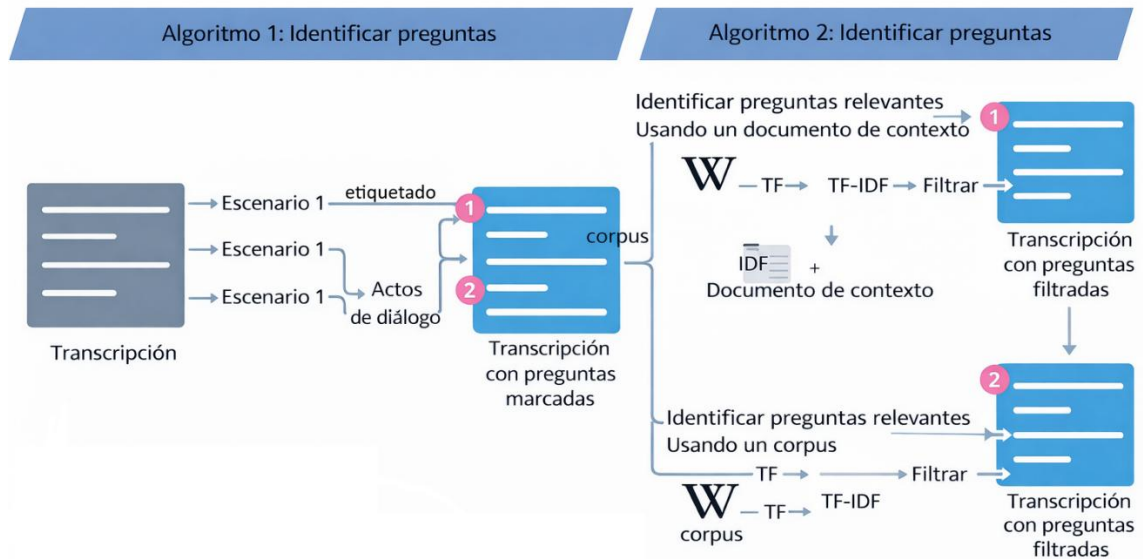 Algoritmo 1: Identificar preguntas
Transcripción
Escenario 1
etiquetado
Escenario 1
Escenario 1
Actos
de diálogo
1
2
Transcripción
con preguntas
marcadas
Algoritmo 2: Identificar preguntas
corpus
Identificar preguntas relevantes
Usando un documento de contexto
W TF TF-IDF Filtrar
IDF +
Documento de contexto
1
Transcripción
con preguntas
filtradas
Identificar preguntas relevantes
Usando un corpus
TF Filtrar
W TF TF-IDF
corpus
2
Transcripción
con preguntas
filtradas